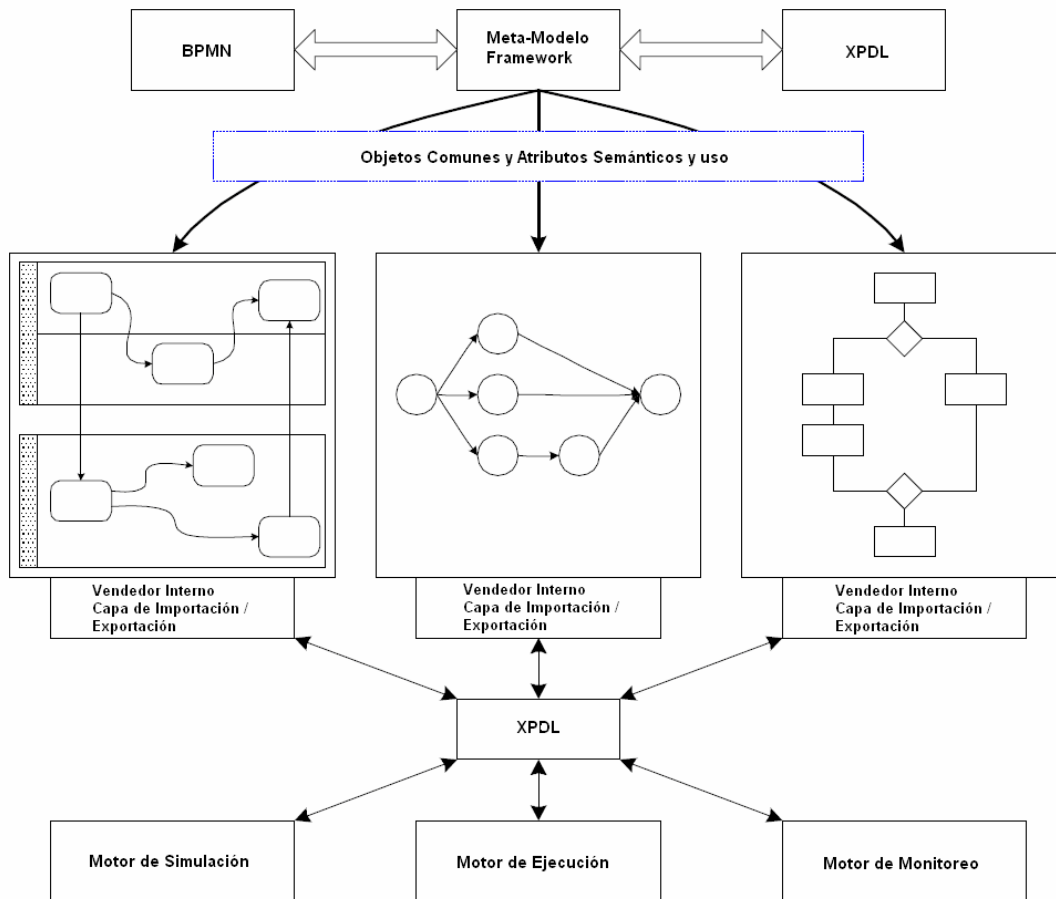 BPMN
Meta-Modelo
Framework
XPDL
Objetos Comunes y Atributos Semánticos y uso
Vendedor Interno
Capa de Importación /
Exportación
Vendedor Interno
Capa de Importación /
Exportación
Vendedor Interno
Capa de Importación /
Exportación
XPDL
Motor de Simulación
Motor de Ejecución
Motor de Monitoreo